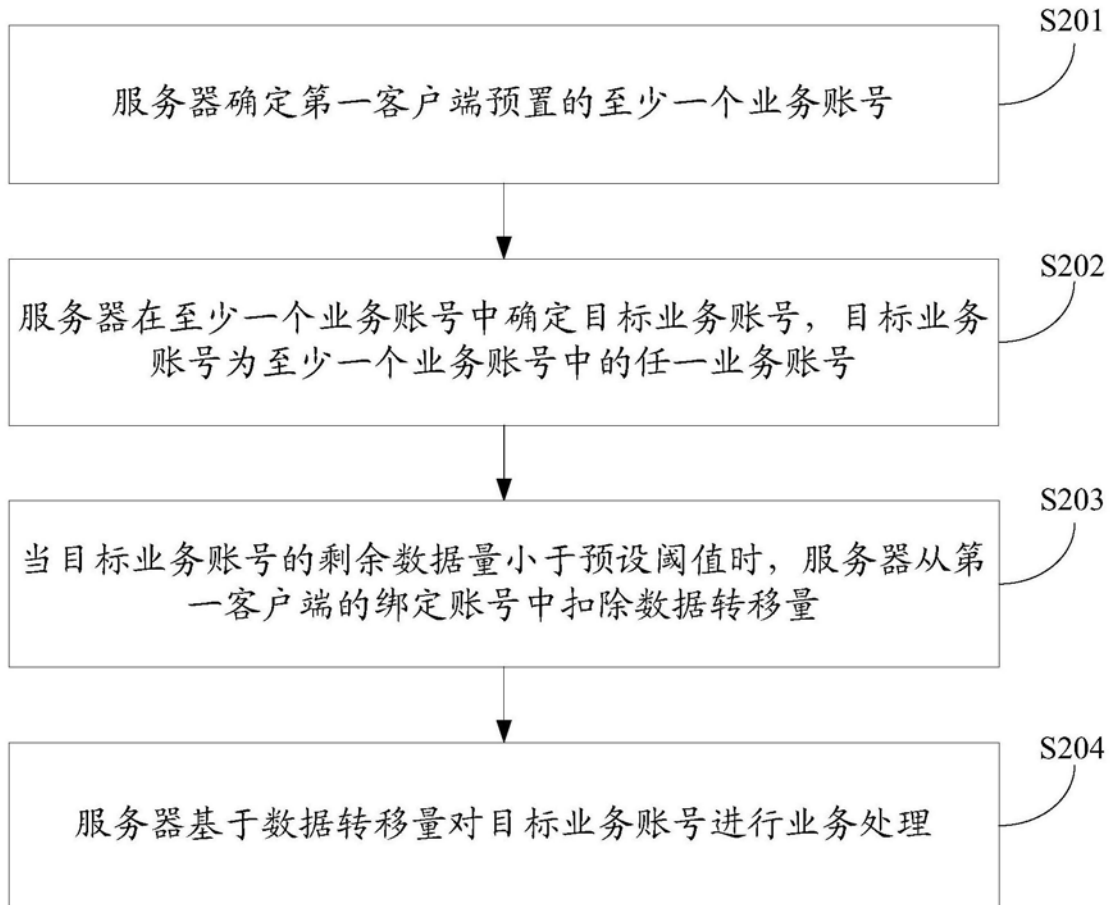 S201
服务器确定第一客户端预置的至少一个业务账号
S202
服务器在至少一个业务账号中确定目标业务账号，目标业务
账号为至少一个业务账号中的任一业务账号
S203
当目标业务账号的剩余数据量小于预设阈值时，服务器从第
一客户端的绑定账号中扣除数据转移量
S204
服务器基于数据转移量对目标业务账号进行业务处理